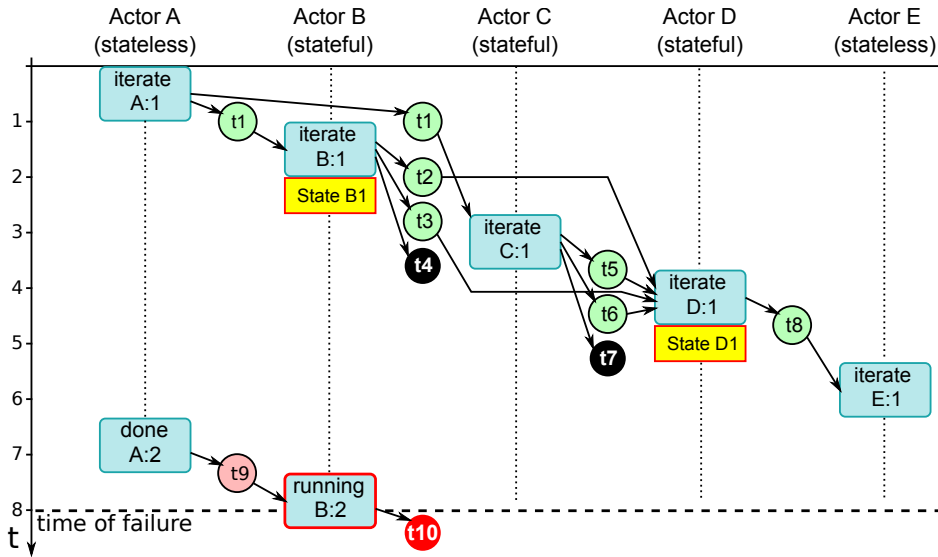 Actor A
(stateless)
Actor B
(stateful)
Actor C
(stateful)
Actor D
(stateful)
Actor E
(stateless)
iterate
A:1
1
t1
t1
iterate
B:1
2
t2
State B1
3
t3
iterate
C:1
t4
t5
4
iterate
D:1
t6
t8
5
State D1
t7
6
iterate
E:1
done
A:2
7
t9
running
B:2
8
time of failure
t10
t